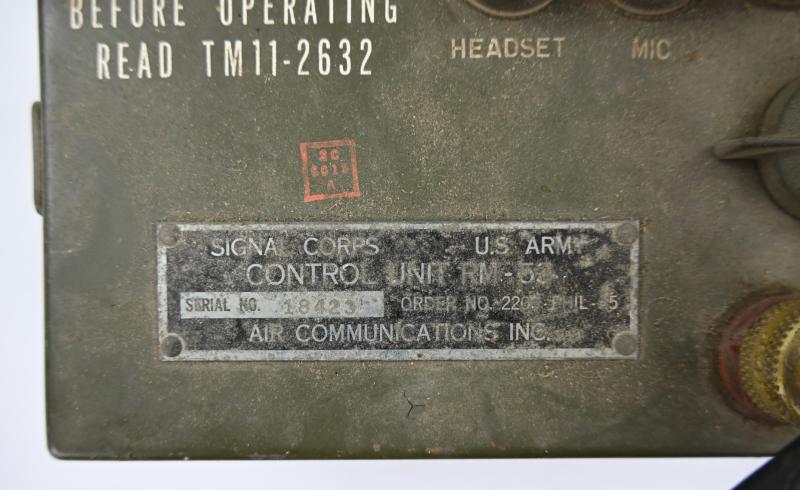 BEFORE OPERATING
READ TM11-2632
HEADSET
MIC
SIGNAL CORPS U.S. ARMY
CONTROL UNIT
SERIAL NO. 18423 ORDER NO.
AIR COMMUNICATIONS INC.